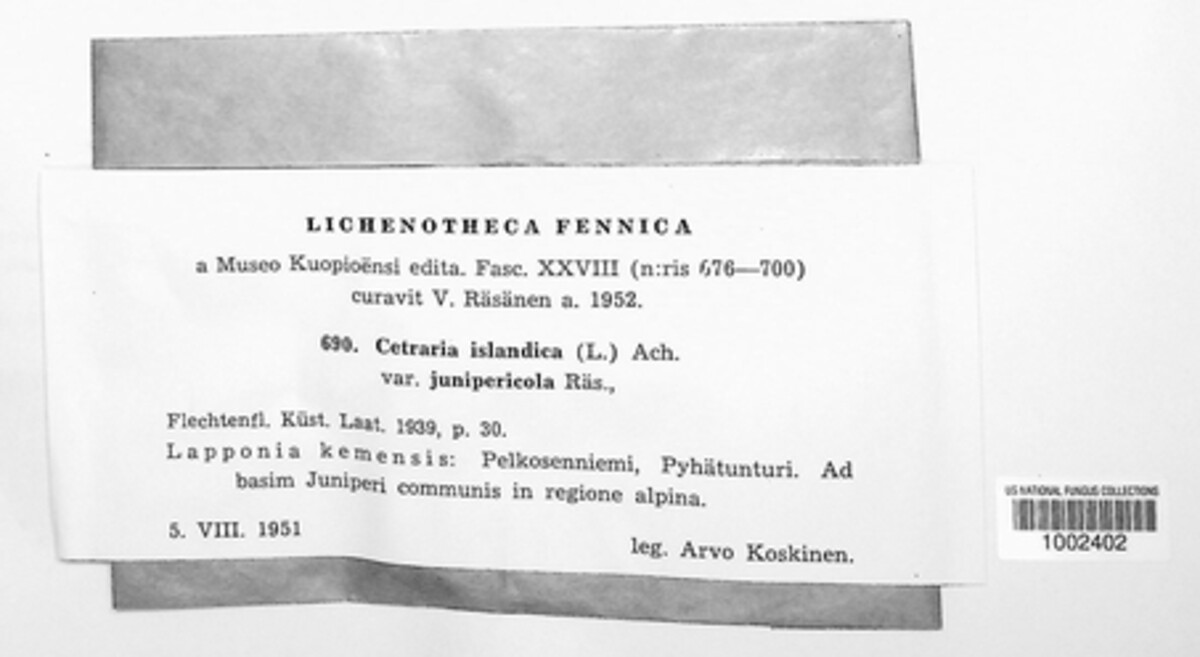 LICHENOTHECA FENNICA
a Museo Kuopioënsi edita. Fasc. XXVIII (n:ris 676—700)
curavit V. Räsänen a. 1952.
690. Cetraria islandica (L.) Ach.
var. junipericola Räs.,
Flechtenfl. Küst. Laat. 1939, p. 30.
Lapponia kemensis: Pelkosenniemi, Pyhätunturi. Ad
basim Juniperi communis in regione alpina.
5. VIII. 1951
leg. Arvo Koskinen.
US NATIONAL FUNGUS COLLECTIONS
1002402